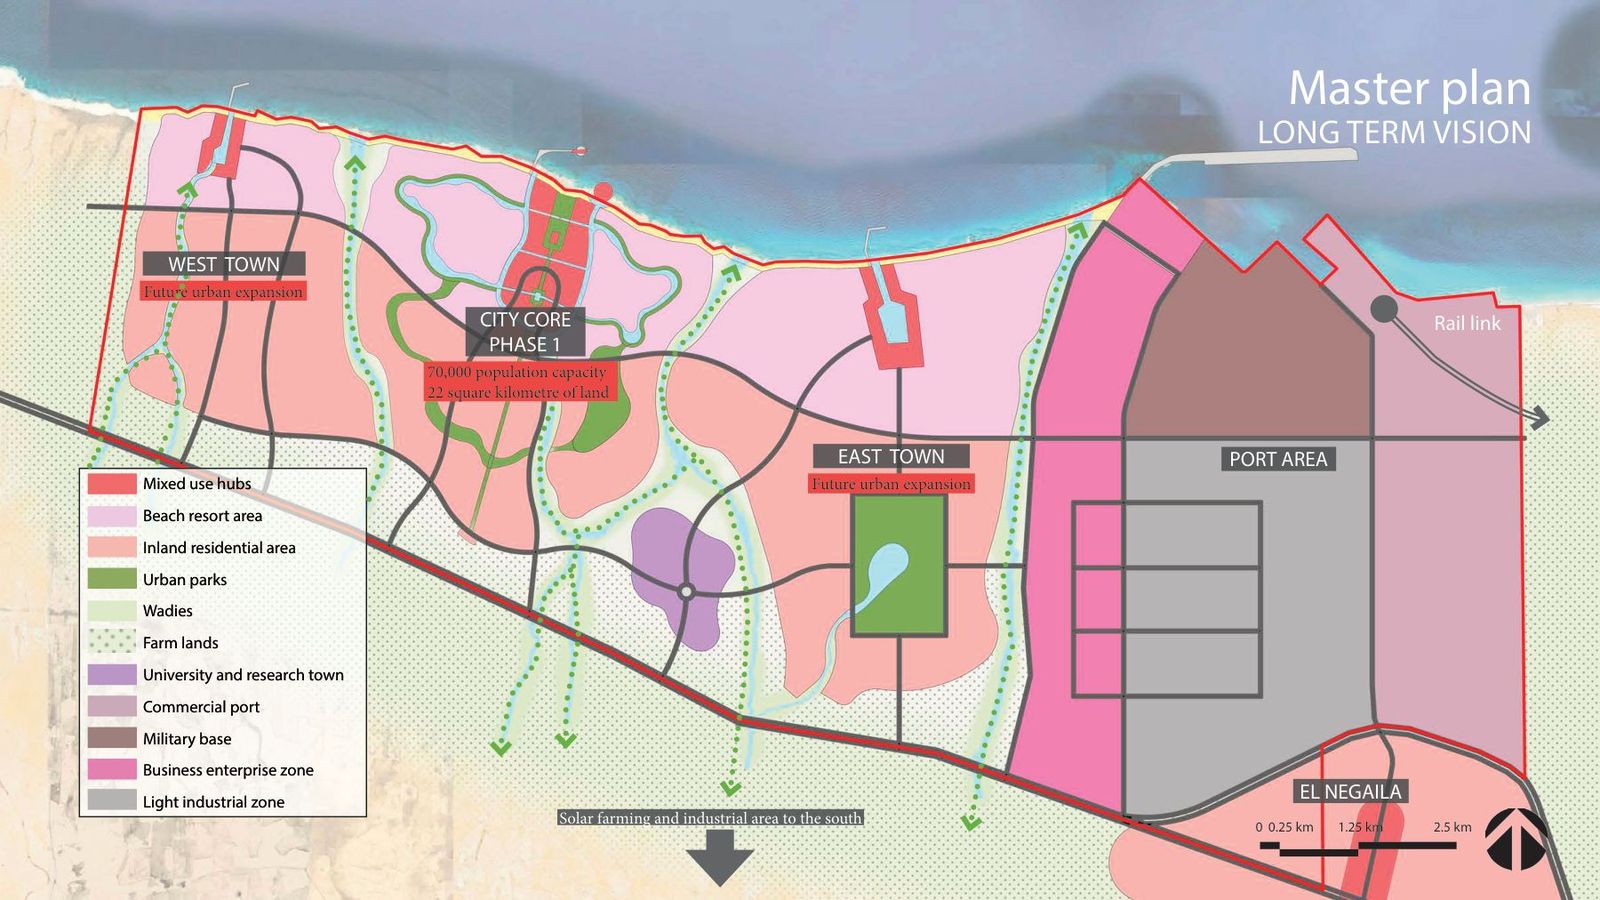 Master plan
LONG TERM VISION
WEST TOWN
Future urban expansion
CITY CORE
PHASE 1
70,000 population capacity
22 square kilometre of land
Rail link
EAST TOWN
Future urban expansion
PORT AREA
Mixed use hubs
Beach resort area
Inland residential area
Urban parks
Wadies
Farm lands
University and research town
Commercial port
Military base
Business enterprise zone
Light industrial zone
EL NEGAILA
Solar farming and industrial area to the south
0 0.25 km 1.25 km 2.5 km